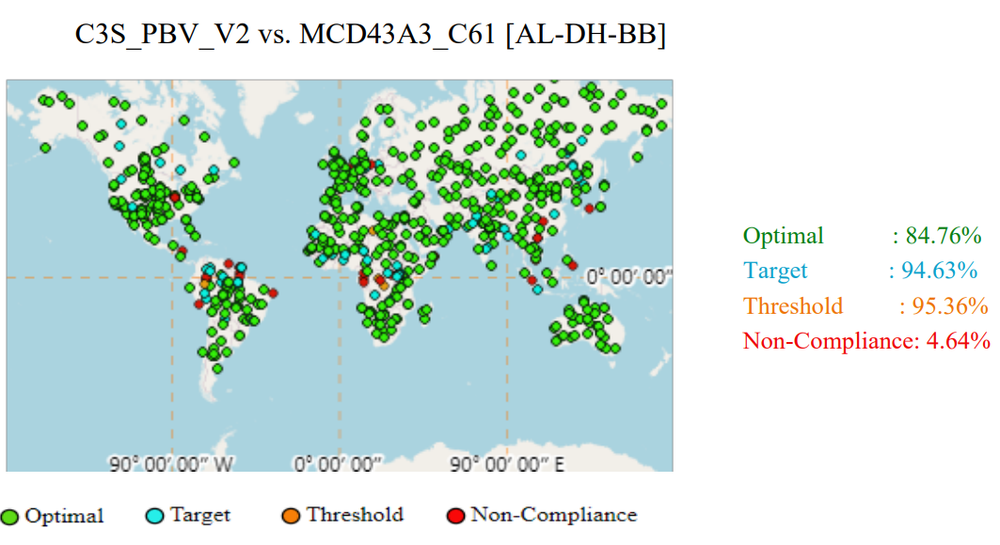 C3S_PBV_V2 vs. MCD43A3_C61 [AL-DH-BB]
Optimal : 84.76%
Target : 94.63%
Threshold : 95.36%
Non-Compliance: 4.64%
0° 00′ 00″
90° 00′ 00″ W 0° 00′ 00″ 90° 00′ 00″ E
Optimal Target Threshold Non-Compliance